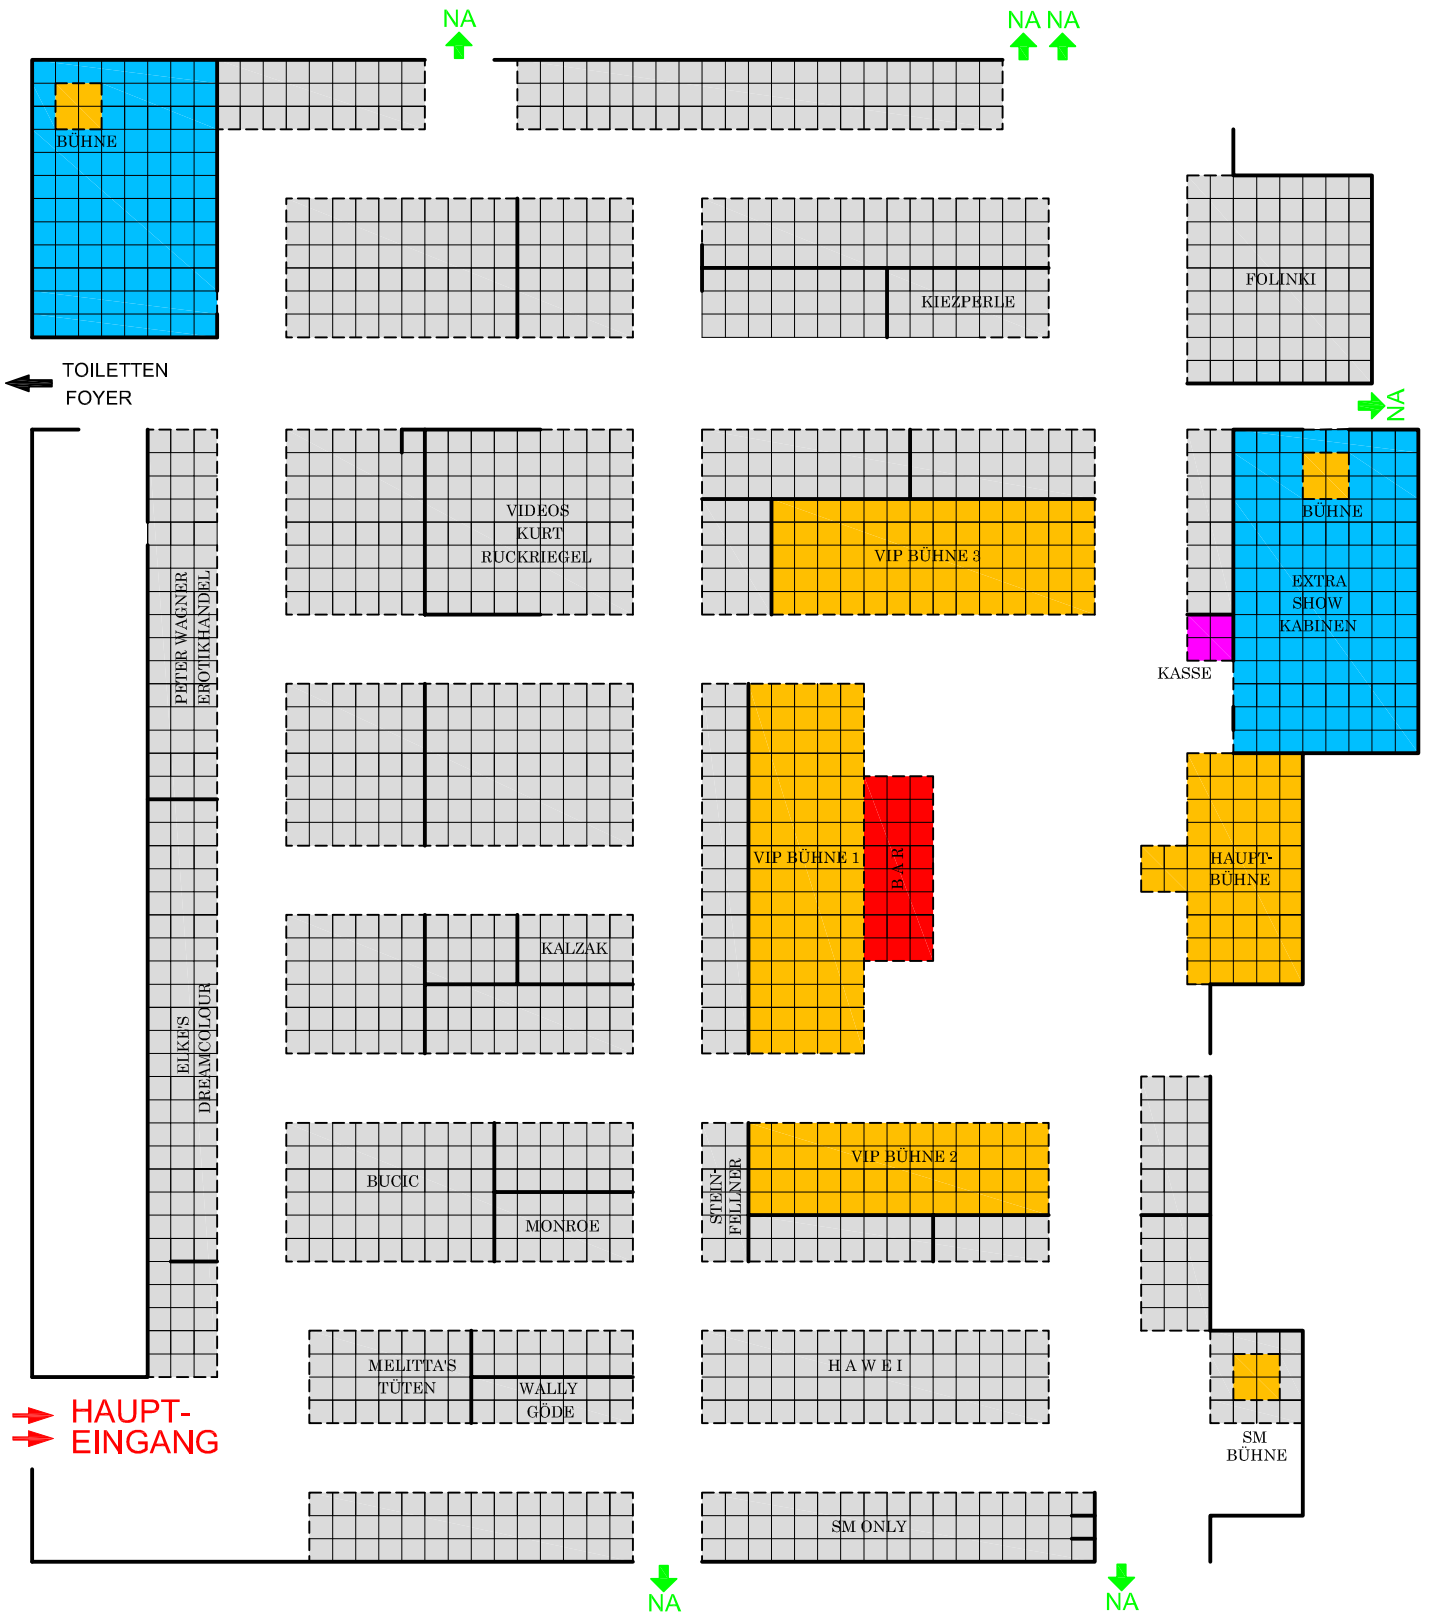 NA
NA NA
BÜHNE
FOLINKI
KIEZPERLE
TOILETTEN
FOYER
NA
VIDEOS
KURT
RUCKRIEGEL
BÜHNE
VIP BÜHNE 3
EXTRA
SHOW
KABINEN
PETER WAGNER
EROTIKHANDEL
KASSE
VIP BÜHNE 1
BAR
HAUPT-
BÜHNE
KALZAK
ELKE'S
DREAMCOLOUR
BUCIC
MONROE
STEIN-
FELLNER
VIP BÜHNE 2
MELITTA'S
TÜTEN
WALLY
GÖDE
HAWEI
HAUPT-
EINGANG
SM
BÜHNE
SM ONLY
NA
NA